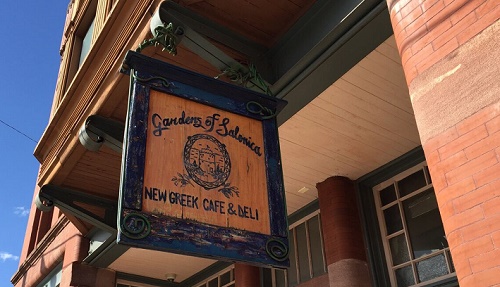 Gardens of Salonica
NEW GREEK CAFE & DELI